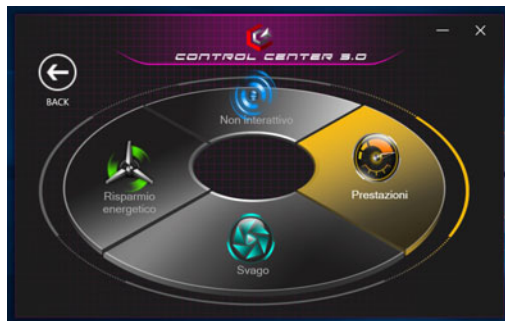 CONTROL CENTER 3.0
BACK
Non interattivo
Risparmio
energetico
Prestazioni
Svago